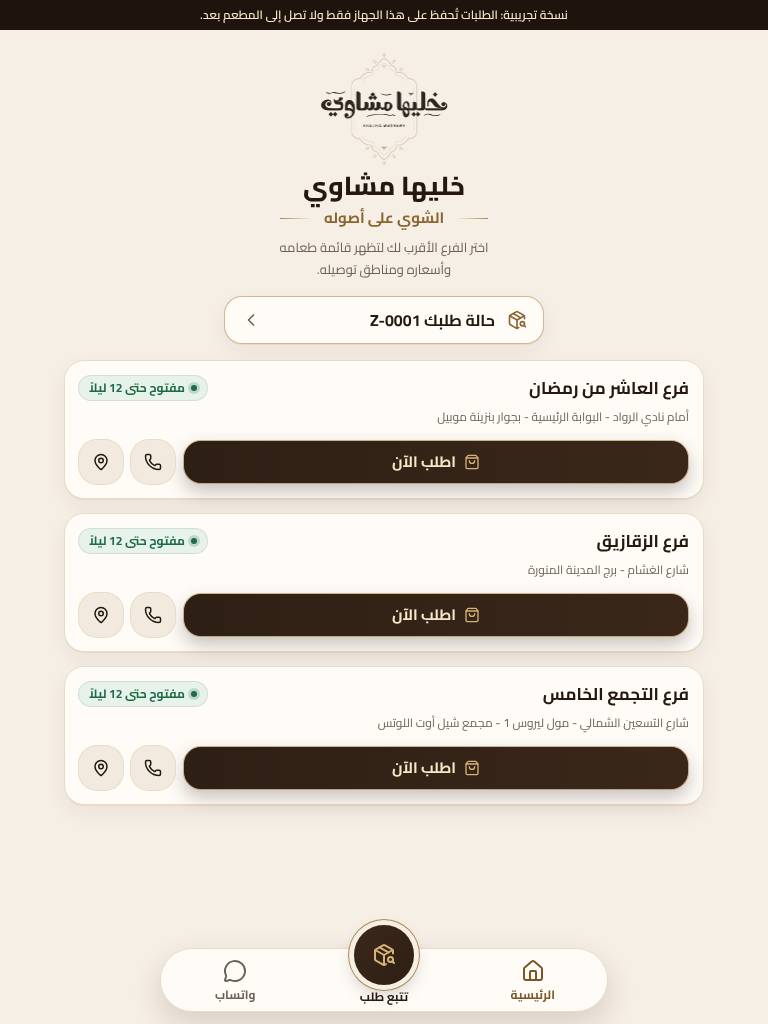 نسخة تجريبية: الطلبات تُحفظ على هذا الجهاز فقط ولا تصل إلى المطعم بعد.
خليها مشاوي
خليها مشاوي
الشوي على أصوله
اختر الفرع الأقرب لك لتظهر قائمة طعامه
وأسعاره ومناطق توصيله.
حالة طلبك Z-0001
فرع العاشر من رمضان
مفتوح حتى 12 ليلاً
أمام نادي الرواد - البوابة الرئيسية - بجوار بنزينة موبيل
اطلب الآن
فرع الزقازيق
مفتوح حتى 12 ليلاً
شارع الغشام - برج المدينة المنورة
اطلب الآن
فرع التجمع الخامس
مفتوح حتى 12 ليلاً
شارع التسعين الشمالي - مول ليروس 1 - مجمع شيل أوت اللوتس
اطلب الآن
الرئيسية
تتبع طلب
واتساب